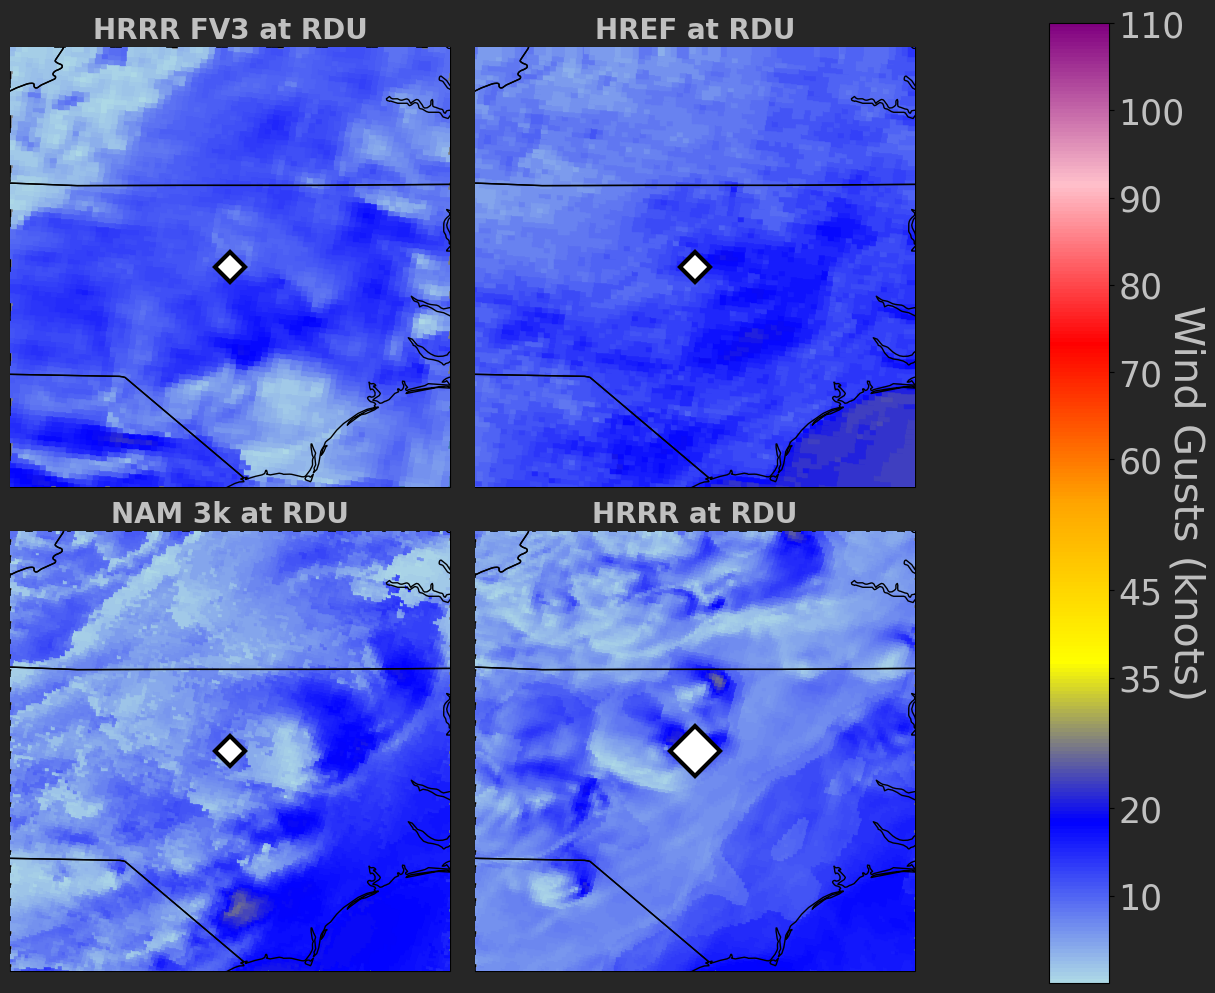 HRRR FV3 at RDU
HREF at RDU
NAM 3k at RDU
HRRR at RDU
110
100
90
80
70
60
45
35
20
10
Wind Gusts (knots)